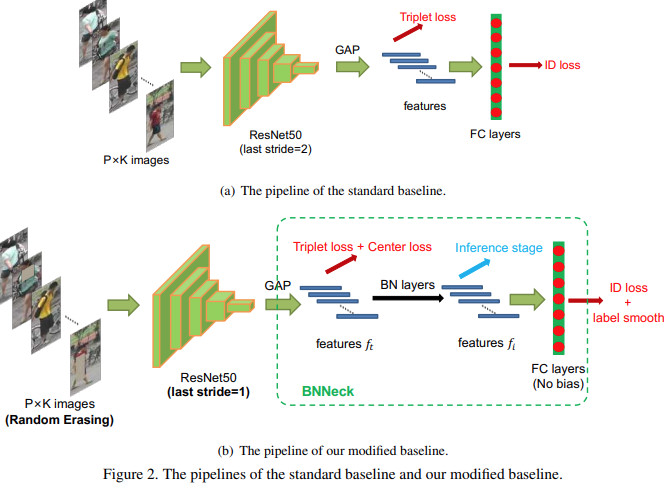 Triplet loss
GAP
ID loss
features
ResNet50
(last stride=2)
FC layers
P×K images
(a) The pipeline of the standard baseline.
Triplet loss + Center loss
Inference stage
GAP
BN layers
ID loss
+
label smooth
features fₜ
features fᵢ
ResNet50
(last stride=1)
FC layers
(No bias)
BNNeck
P×K images
(Random Erasing)
(b) The pipeline of our modified baseline.
Figure 2. The pipelines of the standard baseline and our modified baseline.